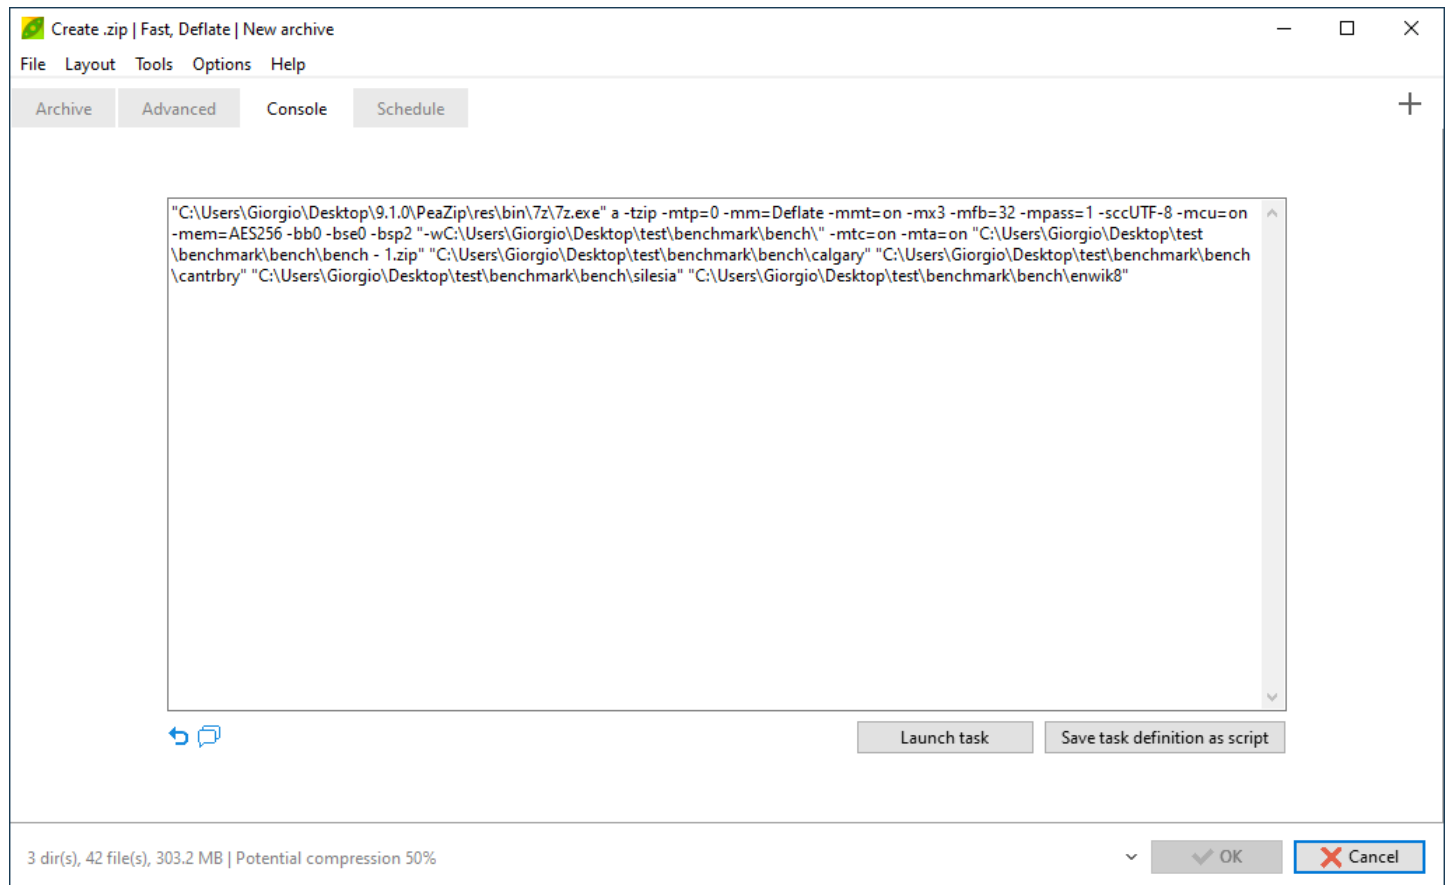 Create .zip | Fast, Deflate | New archive
File Layout Tools Options Help
Archive Advanced Console Schedule
"C:\Users\Giorgio\Desktop\9.1.0\PeaZip\res\bin\7z\7z.exe" a -tzip -mtp=0 -mm=Deflate -mmt=on -mx3 -mfb=32 -mpass=1 -sccUTF-8 -mcu=on
-mem=AES256 -bb0 -bse0 -bsp2 "-wC:\Users\Giorgio\Desktop\test\benchmark\bench\" -mtc=on -mta=on "C:\Users\Giorgio\Desktop\test
\benchmark\bench\bench - 1.zip" "C:\Users\Giorgio\Desktop\test\benchmark\bench\calgary" "C:\Users\Giorgio\Desktop\test\benchmark\bench
\cantrbry" "C:\Users\Giorgio\Desktop\test\benchmark\bench\silesia" "C:\Users\Giorgio\Desktop\test\benchmark\bench\enwik8"
Launch task Save task definition as script
3 dir(s), 42 file(s), 303.2 MB | Potential compression 50% OK Cancel